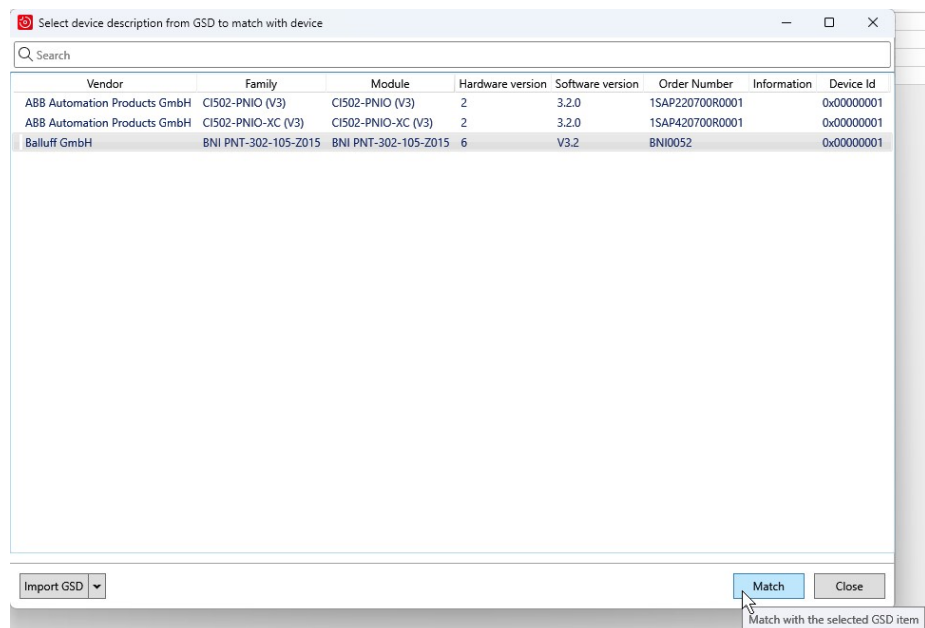 Select device description from GSD to match with device
Search
Vendor Family Module Hardware version Software version Order Number Information Device Id
ABB Automation Products GmbH CI502-PNIO (V3) CI502-PNIO (V3) 2 3.2.0 1SAP220700R0001 0x00000001
ABB Automation Products GmbH CI502-PNIO-XC (V3) CI502-PNIO-XC (V3) 2 3.2.0 1SAP420700R0001 0x00000001
Balluff GmbH BNI PNT-302-105-Z015 BNI PNT-302-105-Z015 6 V3.2 BNI0052 0x00000001
Import GSD Match Close
Match with the selected GSD item